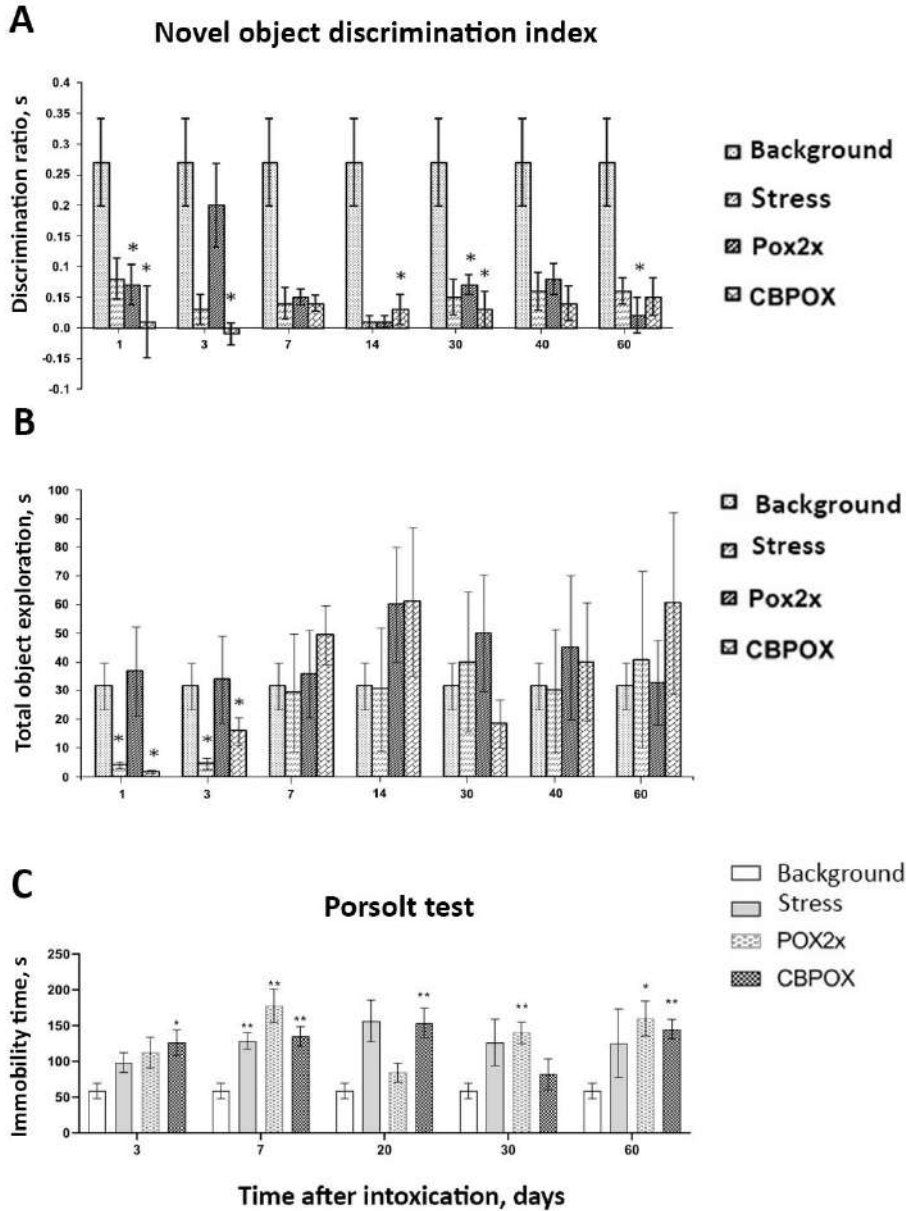 A
Novel object discrimination index
Discrimination ratio, s
0.4
0.35
0.3
0.25
0.2
0.15
0.1
0.15
0.0
-0.15
-0.1
* * * * * * *
1 3 7 14 30 40 60
Background
Stress
Pox2x
CBPOX
B
Total object exploration, s
100
90
80
70
60
50
40
30
20
10
0
* * * *
1 3 7 14 30 40 60
Background
Stress
Pox2x
CBPOX
C
Porsolt test
Immobility time, s
250
200
150
100
50
0
* ** ** ** ** ** * **
3 7 20 30 60
Time after intoxication, days
Background
Stress
POX2x
CBPOX